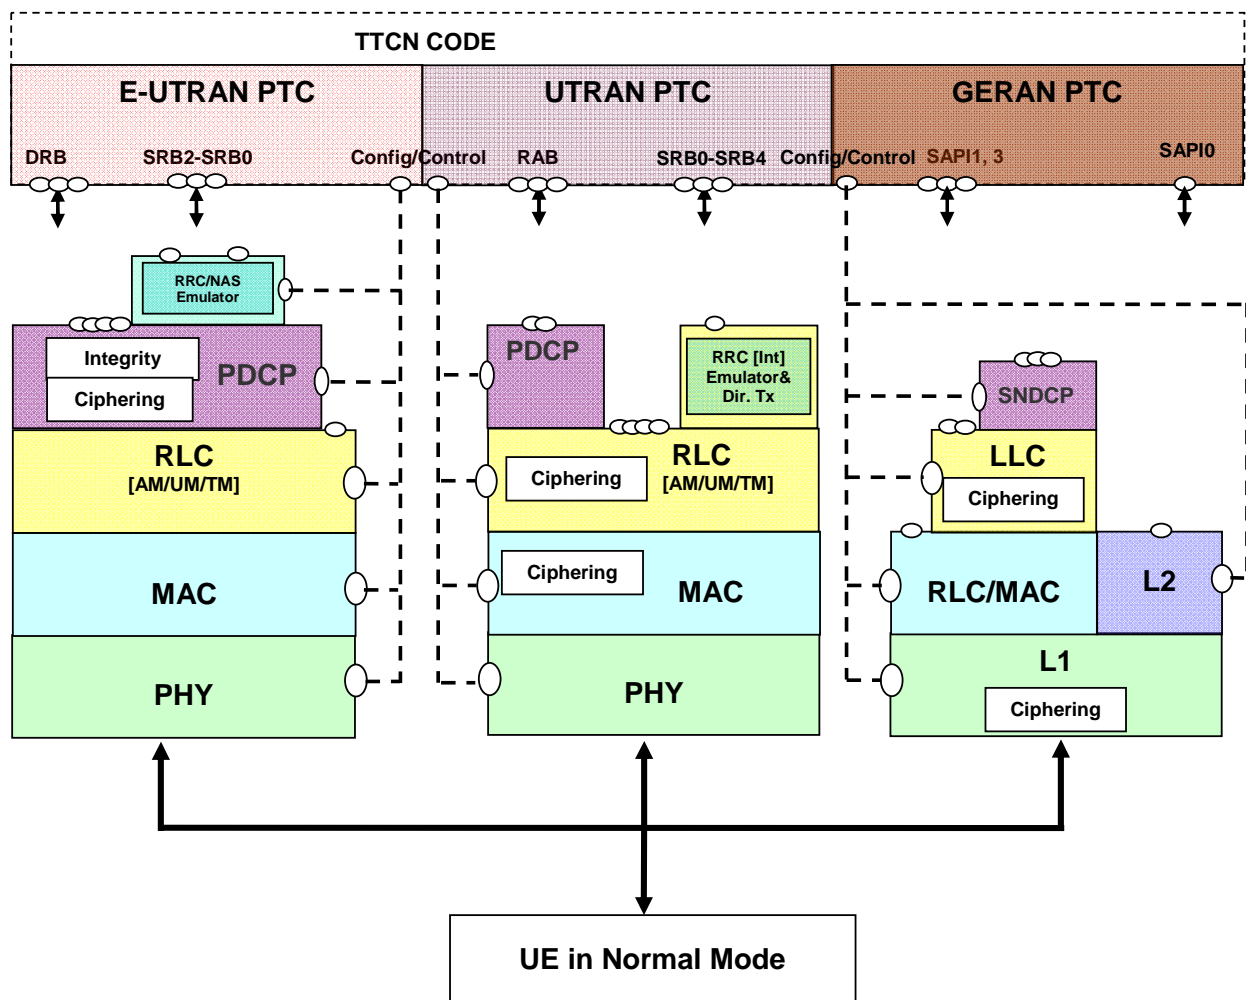 TTCN CODE
E-UTRAN PTC
UTRAN PTC
GERAN PTC
DRB
SRB2-SRB0
Config/Control
RAB
SRB0-SRB4
Config/Control
SAPI1, 3
SAPI0
RRC/NAS
Emulator
Integrity
Ciphering
PDCP
RLC
[AM/UM/TM]
MAC
PHY
PDCP
RRC [Int]
Emulator&
Dir. Tx
Ciphering
RLC
[AM/UM/TM]
Ciphering
MAC
PHY
SNDCP
LLC
Ciphering
RLC/MAC
L2
L1
Ciphering
UE in Normal Mode